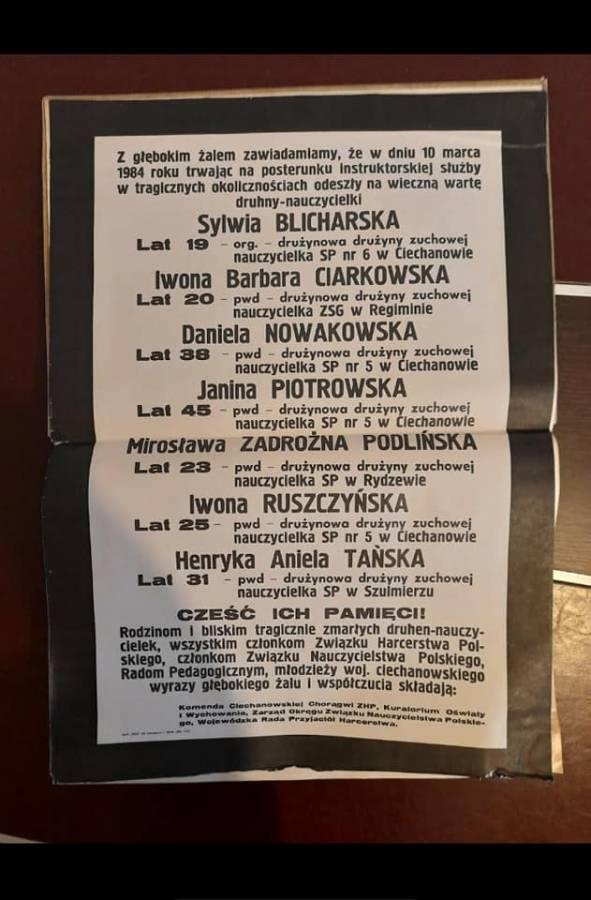 Z głębokim żalem zawiadamiamy, że w dniu 10 marca
1984 roku trwając na posterunku instruktorskiej służby
w tragicznych okolicznościach odeszły na wieczną wartę
druhny-nauczycielki
Sylwia BLICHARSKA
Lat 19 – org. – drużynowa drużyny zuchowej
nauczycielka SP nr 6 w Ciechanowie
Iwona Barbara CIARKOWSKA
Lat 20 – pwd – drużynowa drużyny zuchowej
nauczycielka ZSG w Regiminie
Daniela NOWAKOWSKA
Lat 38 – pwd – drużynowa drużyny zuchowej
nauczycielka SP nr 5 w Ciechanowie
Janina PIOTROWSKA
Lat 45 – pwd – drużynowa drużyny zuchowej
nauczycielka SP nr 5 w Ciechanowie
Mirosława ZADROŻNA PODLIŃSKA
Lat 23 – pwd – drużynowa drużyny zuchowej
nauczycielka SP w Rydzewie
Iwona RUSZCZYŃSKA
Lat 25 – pwd – drużynowa drużyny zuchowej
nauczycielka SP nr 5 w Ciechanowie
Henryka Aniela TAŃSKA
Lat 31 – pwd – drużynowa drużyny zuchowej
nauczycielka SP w Szulmierzu
CZEŚĆ ICH PAMIĘCI!
Rodzinom i bliskim tragicznie zmarłych druhen-nauczy-
cielek, wszystkim członkom Związku Harcerstwa Pol-
skiego, członkom Związku Nauczycielstwa Polskiego,
Radom Pedagogicznym, młodzieży woj. ciechanowskiego
wyrazy głębokiego żalu i współczucia składają:
Komenda Ciechanowskiej Chorągwi ZHP, Kuratorium Oświaty
i Wychowania, Zarząd Okręgu Związku Nauczycielstwa Polskie-
go, Wojewódzka Rada Przyjaciół Harcerstwa.